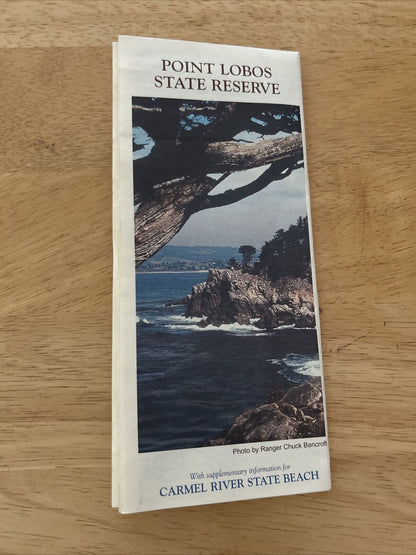 POINT LOBOS
STATE RESERVE
Photo by Ranger Chuck Bancroft
With supplementary information for
CARMEL RIVER STATE BEACH